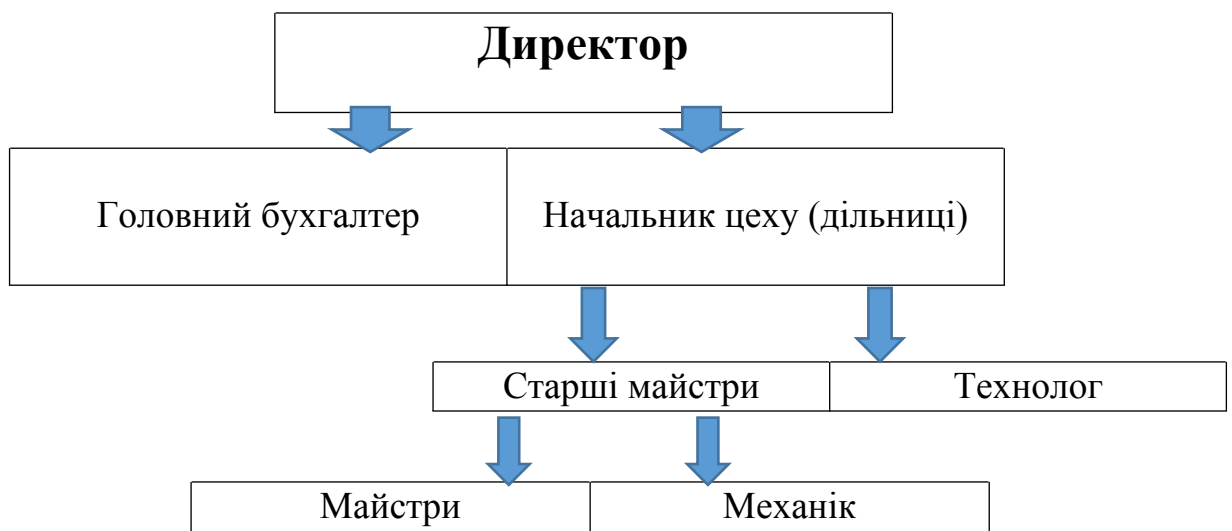 Директор
Головний бухгалтер
Начальник цеху (дільниці)
Старші майстри
Технолог
Майстри
Механік